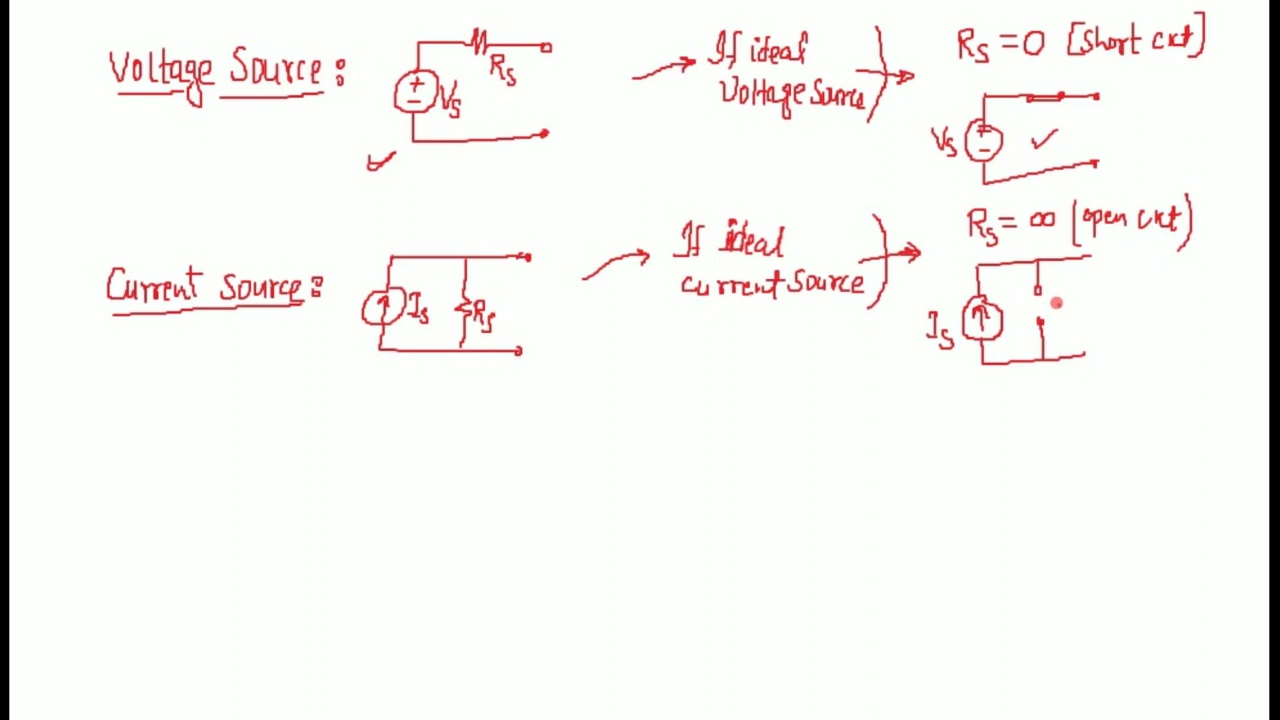 Voltage Source:
+
-
Vs
Rs
If ideal
Voltage Source
Rs = 0 [short ckt]
Vs
+
-
Current Source:
Is
Rs
If ideal
current source
Rs = ∞ (open ckt)
Is